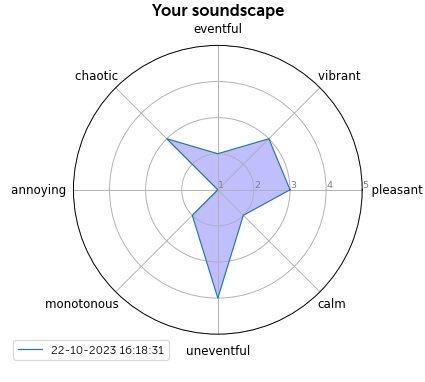 Your soundscape
eventful
chaotic
vibrant
annoying
1
2
3
4
5
pleasant
monotonous
calm
22-10-2023 16:18:31
uneventful